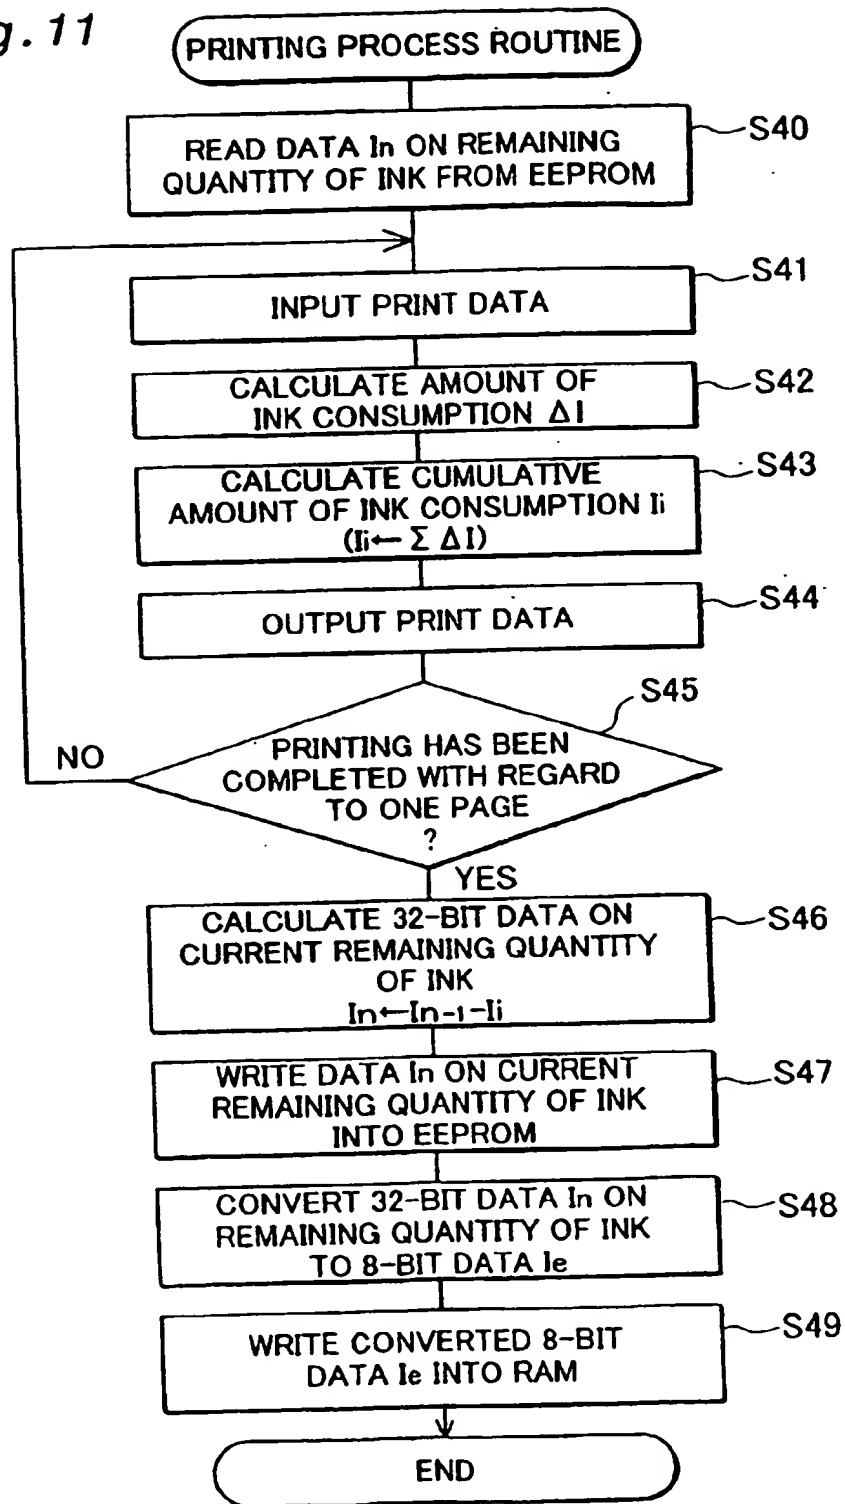 g.11
PRINTING PROCESS ROUTINE
S40
READ DATA In ON REMAINING
QUANTITY OF INK FROM EEPROM
S41
INPUT PRINT DATA
S42
CALCULATE AMOUNT OF
INK CONSUMPTION ΔI
S43
CALCULATE CUMULATIVE
AMOUNT OF INK CONSUMPTION Ii
(Ii← Σ ΔI)
S44
OUTPUT PRINT DATA
S45
NO
PRINTING HAS BEEN
COMPLETED WITH REGARD
TO ONE PAGE
?
YES
S46
CALCULATE 32-BIT DATA ON
CURRENT REMAINING QUANTITY
OF INK
In←In-1-Ii
S47
WRITE DATA In ON CURRENT
REMAINING QUANTITY OF INK
INTO EEPROM
S48
CONVERT 32-BIT DATA In ON
REMAINING QUANTITY OF INK
TO 8-BIT DATA Ie
S49
WRITE CONVERTED 8-BIT
DATA Ie INTO RAM
END